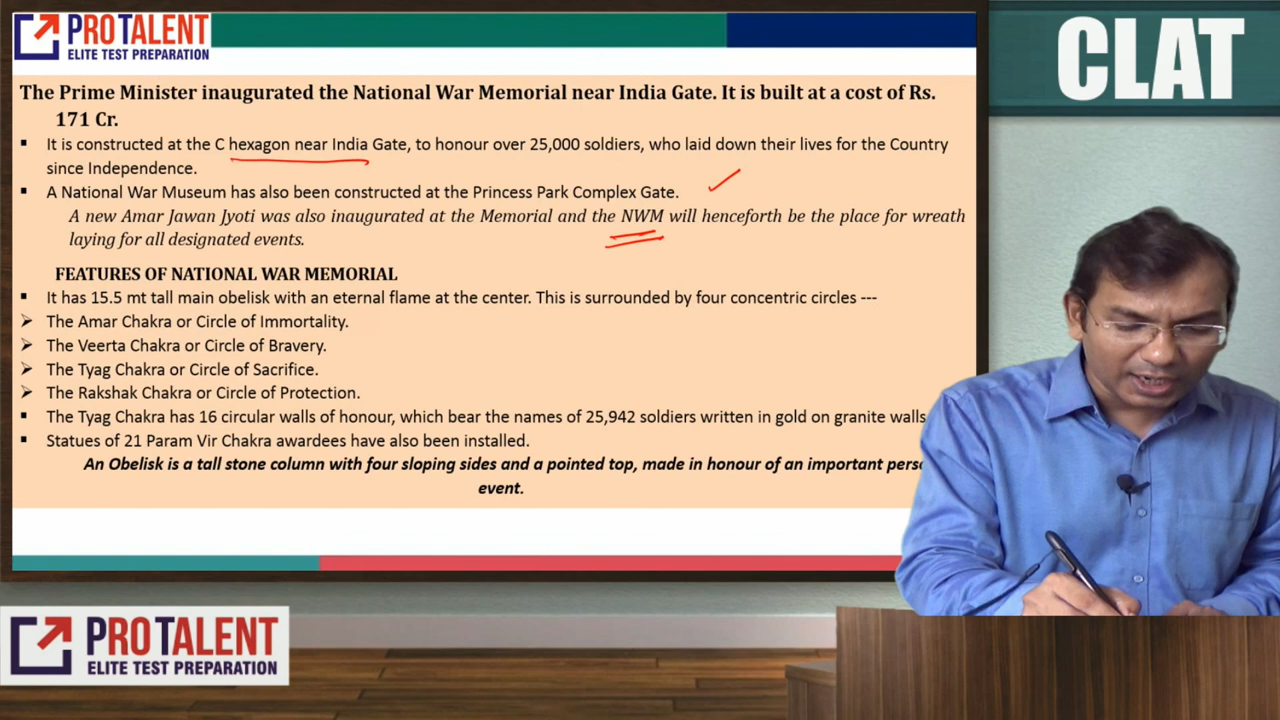 PROTALENT
ELITE TEST PREPARATION
CLAT
The Prime Minister inaugurated the National War Memorial near India Gate. It is built at a cost of Rs.
171 Cr.
▪ It is constructed at the C hexagon near India Gate, to honour over 25,000 soldiers, who laid down their lives for the Country
since Independence.
▪ A National War Museum has also been constructed at the Princess Park Complex Gate.
A new Amar Jawan Jyoti was also inaugurated at the Memorial and the NWM will henceforth be the place for wreath
laying for all designated events.
FEATURES OF NATIONAL WAR MEMORIAL
▪ It has 15.5 mt tall main obelisk with an eternal flame at the center. This is surrounded by four concentric circles ---
➢ The Amar Chakra or Circle of Immortality.
➢ The Veerta Chakra or Circle of Bravery.
➢ The Tyag Chakra or Circle of Sacrifice.
➢ The Rakshak Chakra or Circle of Protection.
▪ The Tyag Chakra has 16 circular walls of honour, which bear the names of 25,942 soldiers written in gold on granite walls
▪ Statues of 21 Param Vir Chakra awardees have also been installed.
An Obelisk is a tall stone column with four sloping sides and a pointed top, made in honour of an important
event.
PROTALENT
ELITE TEST PREPARATION